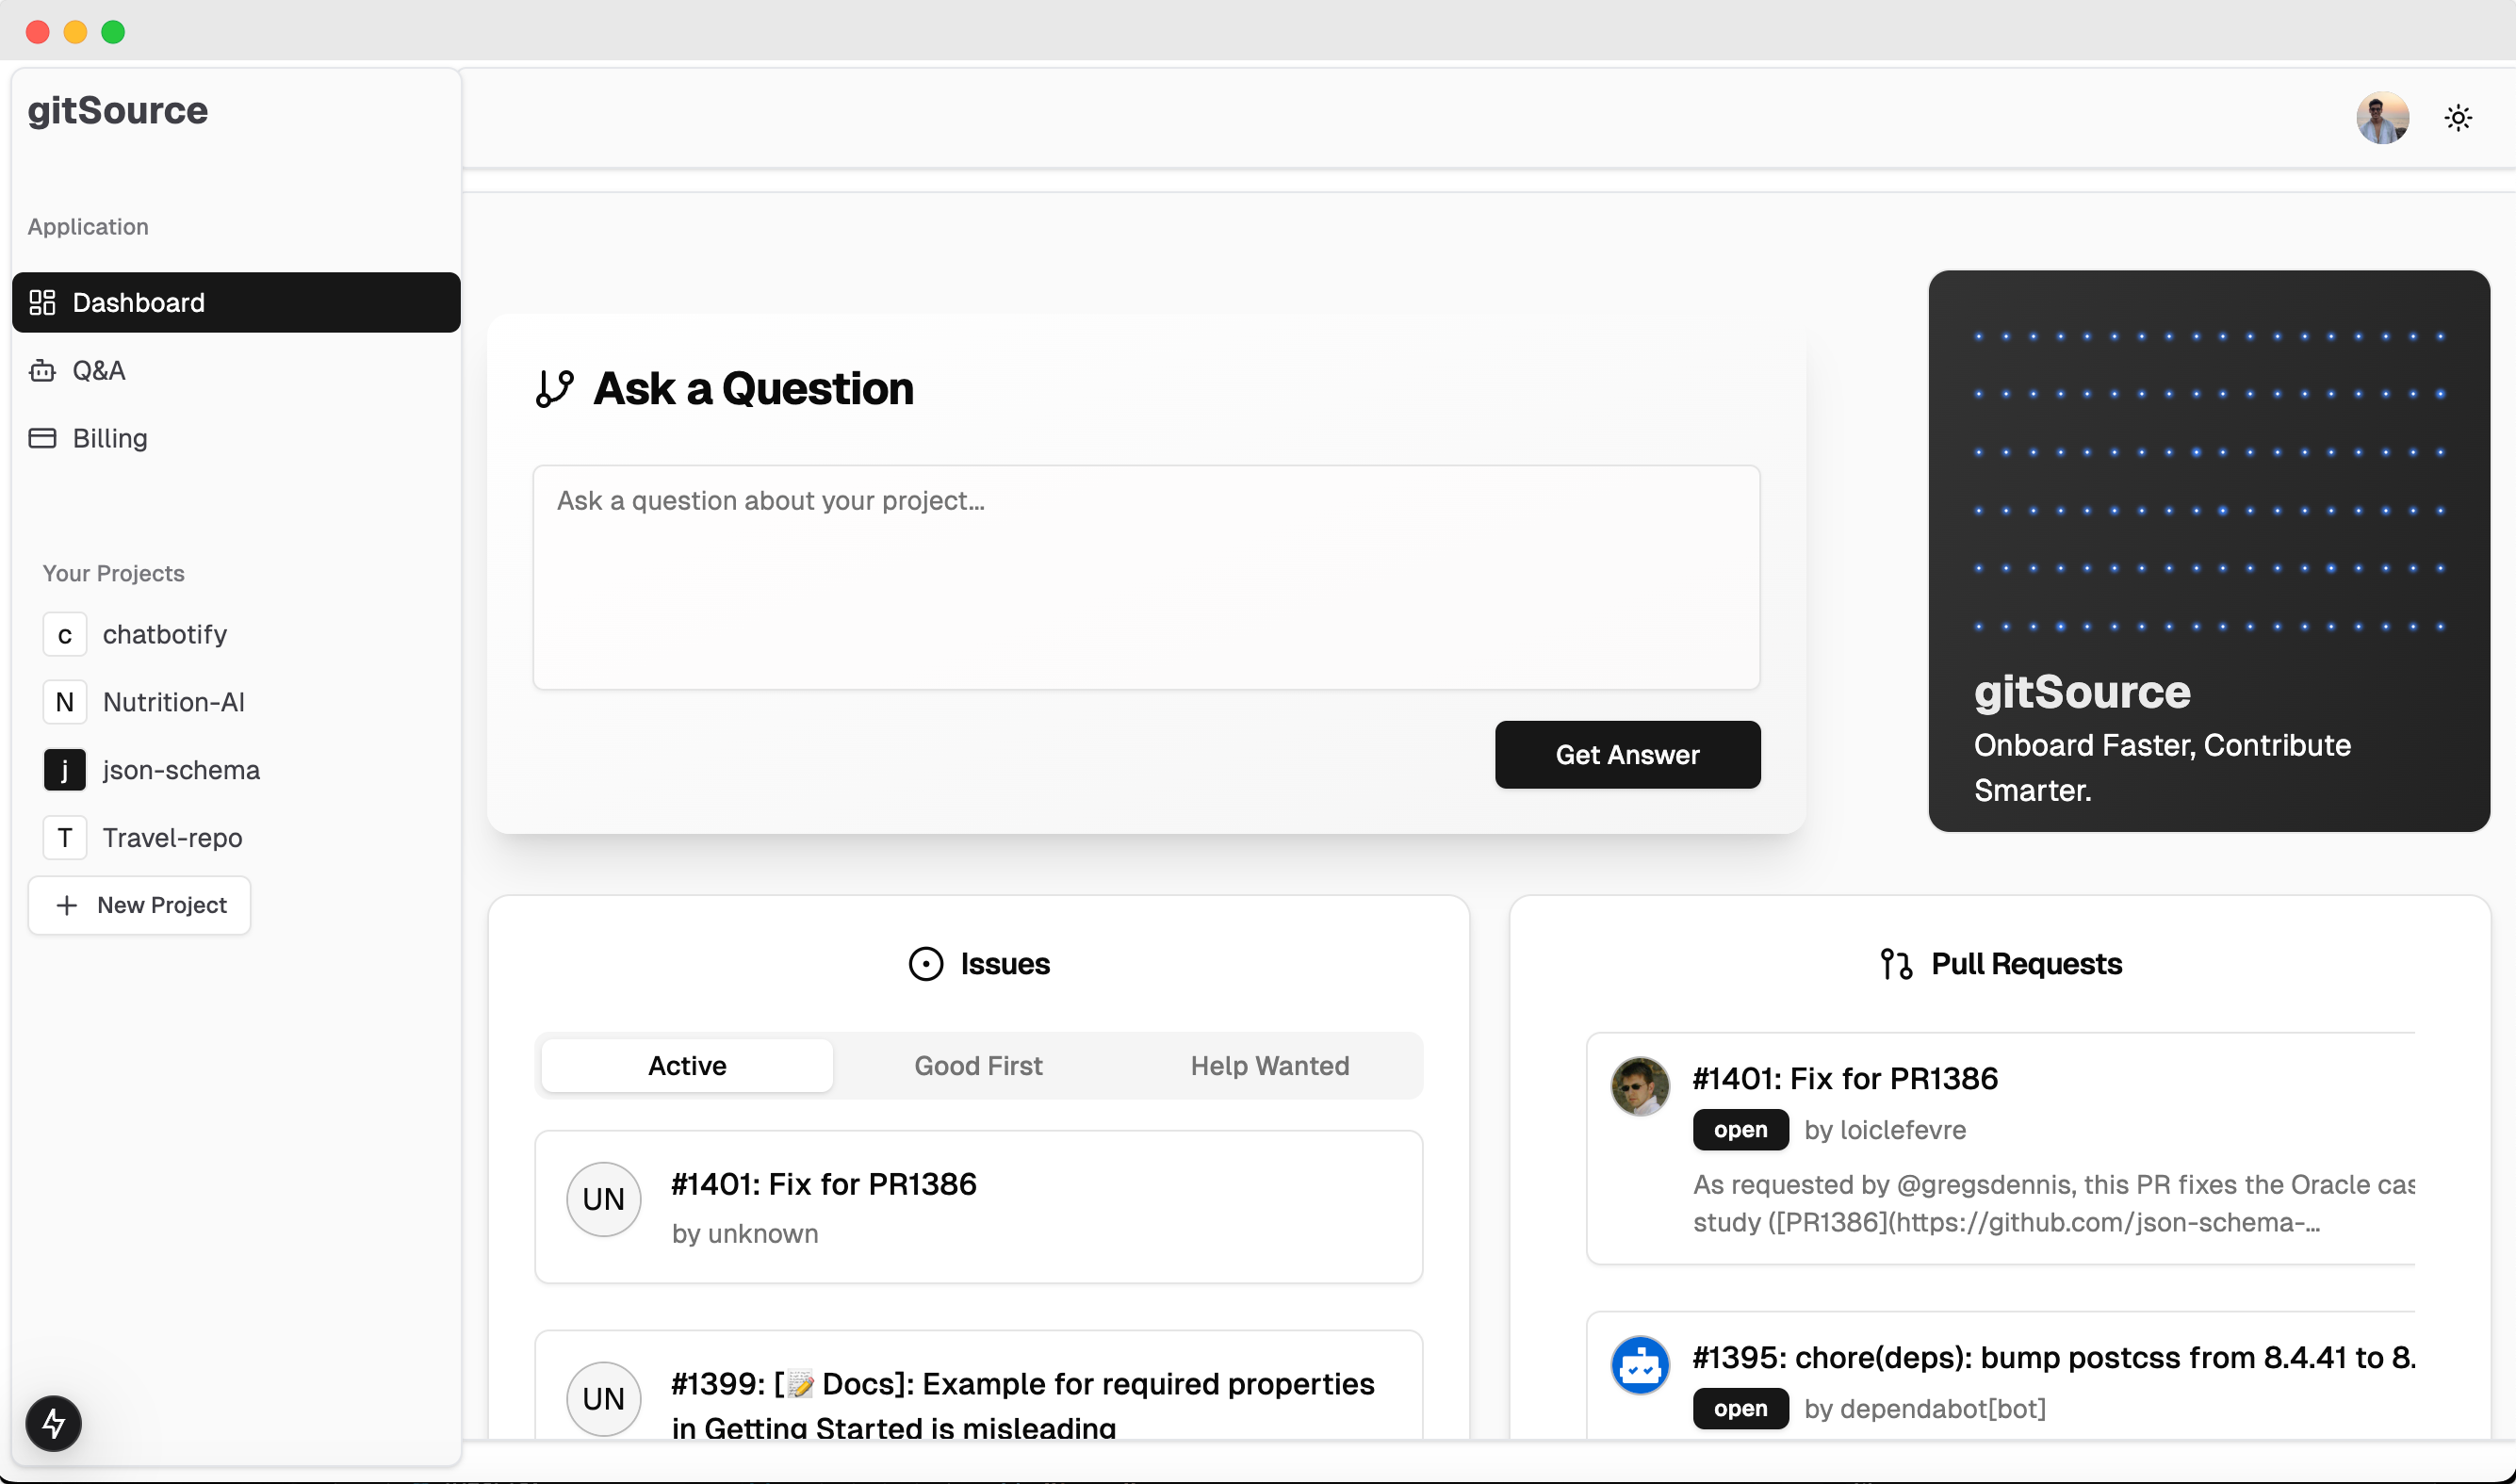 gitSource
Application
Dashboard
Q&A
Billing
Your Projects
c chatbotify
N Nutrition-AI
j json-schema
T Travel-repo
New Project
Ask a Question
Ask a question about your project...
Get Answer
gitSource
Onboard Faster, Contribute
Smarter.
Issues
Active Good First Help Wanted
UN
#1401: Fix for PR1386
by unknown
UN
#1399: [📝 Docs]: Example for required properties
in Getting Started is misleading
Pull Requests
#1401: Fix for PR1386
open by loiclefevre
As requested by @gregsdennis, this PR fixes the Oracle cas
study ([PR1386](https://github.com/json-schema-...
#1395: chore(deps): bump postcss from 8.4.41 to 8.
open by dependabot[bot]